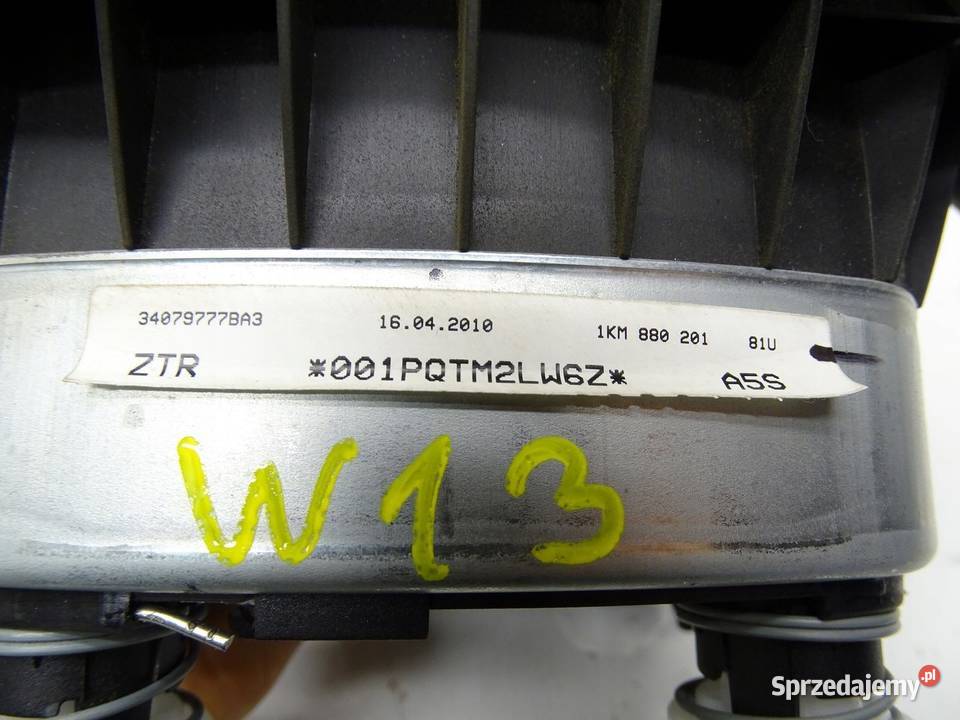 34079777BA3 16.04.2010 1KM 880 201 81U
ZTR *001PQTM2LW6Z* A5S
W13
Sprzedajemy.pl